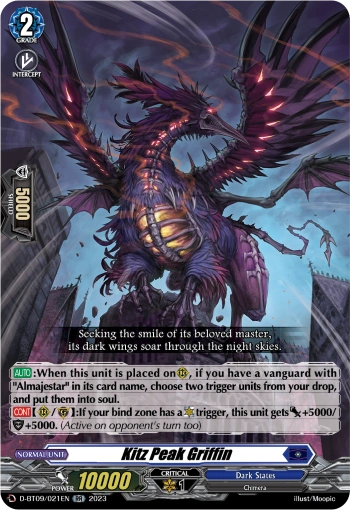 2
GRADE
INTERCEPT
5000
SHIELD
Seeking the smile of its beloved master,
its dark wings soar through the night skies.
AUTO:When this unit is placed on, if you have a vanguard with
"Almajestar" in its card name, choose two trigger units from your drop,
and put them into soul.
CONT / :If your bind zone has a trigger, this unit gets +5000/
+5000. (Active on opponent's turn too)
NORMAL UNIT
Kitz Peak Griffin
POWER 10000
CRITICAL
1
Dark States
Chimera
D-BT09/021EN RR 2023
illust/Moopic